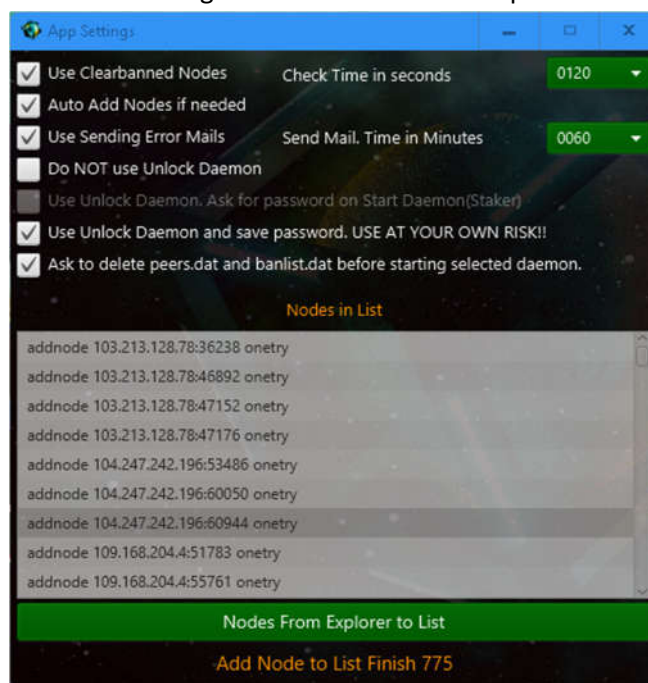 App Settings
Use Clearbanned Nodes Check Time in seconds 0120
Auto Add Nodes if needed
Use Sending Error Mails Send Mail. Time in Minutes 0060
Do NOT use Unlock Daemon
Use Unlock Daemon. Ask for password on Start Daemon(Staker)
Use Unlock Daemon and save password. USE AT YOUR OWN RISK!!
Ask to delete peers.dat and banlist.dat before starting selected daemon.
Nodes in List
addnode 103.213.128.78:36238 onetry
addnode 103.213.128.78:46892 onetry
addnode 103.213.128.78:47152 onetry
addnode 103.213.128.78:47176 onetry
addnode 104.247.242.196:53486 onetry
addnode 104.247.242.196:60050 onetry
addnode 104.247.242.196:60944 onetry
addnode 109.168.204.4:51783 onetry
addnode 109.168.204.4:55761 onetry
Nodes From Explorer to List
Add Node to List Finish 775